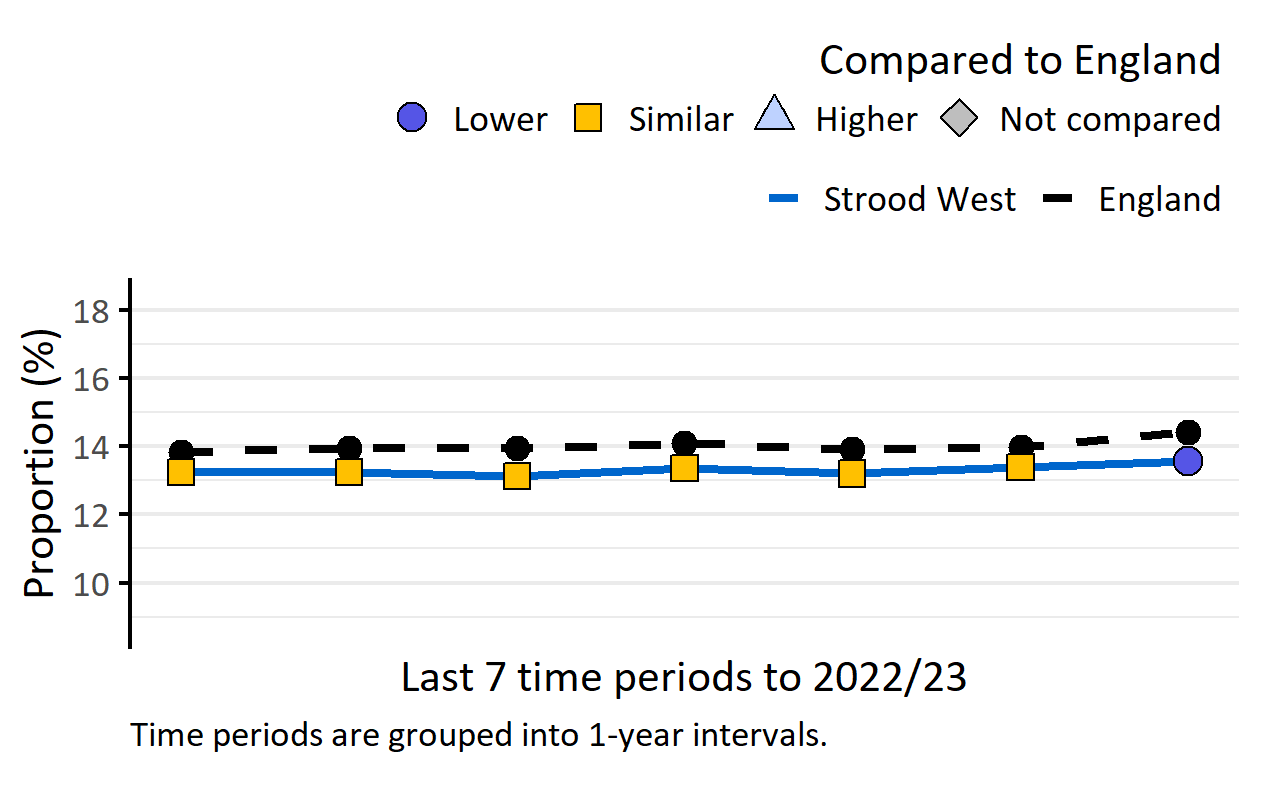 Compared to England
Lower Similar Higher Not compared
Strood West England
18
16
14
12
10
Proportion (%)
Last 7 time periods to 2022/23
Time periods are grouped into 1-year intervals.